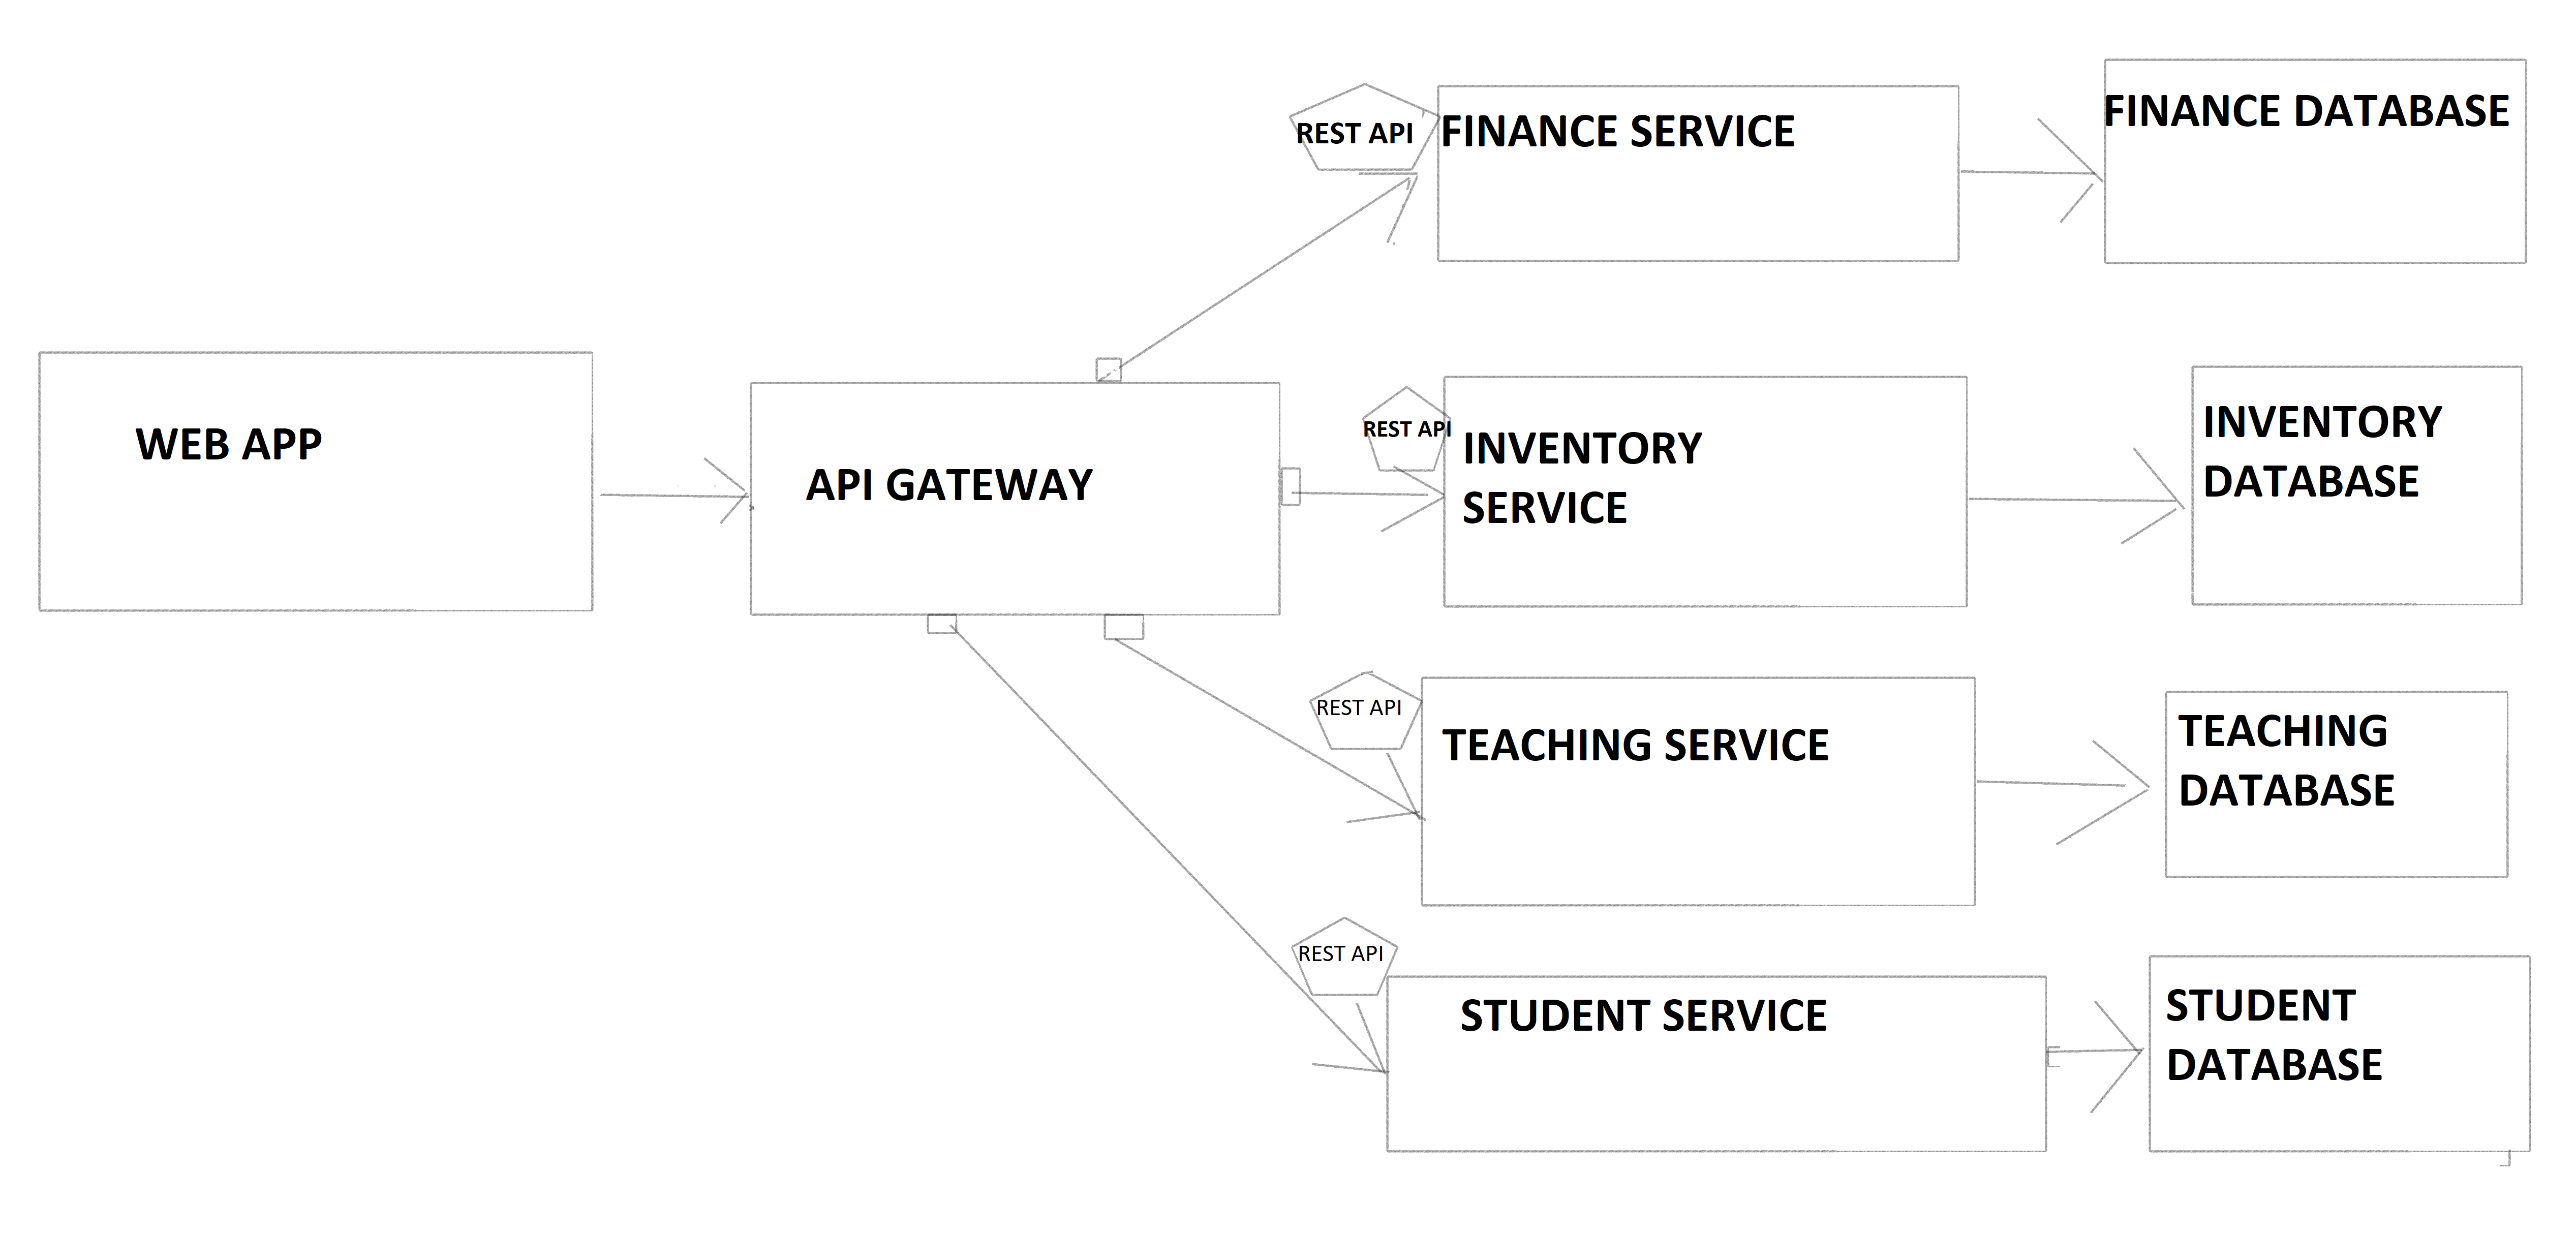 REST API
FINANCE SERVICE
FINANCE DATABASE
WEB APP
API GATEWAY
REST API
INVENTORY
SERVICE
INVENTORY
DATABASE
REST API
TEACHING SERVICE
TEACHING
DATABASE
REST API
STUDENT SERVICE
STUDENT
DATABASE